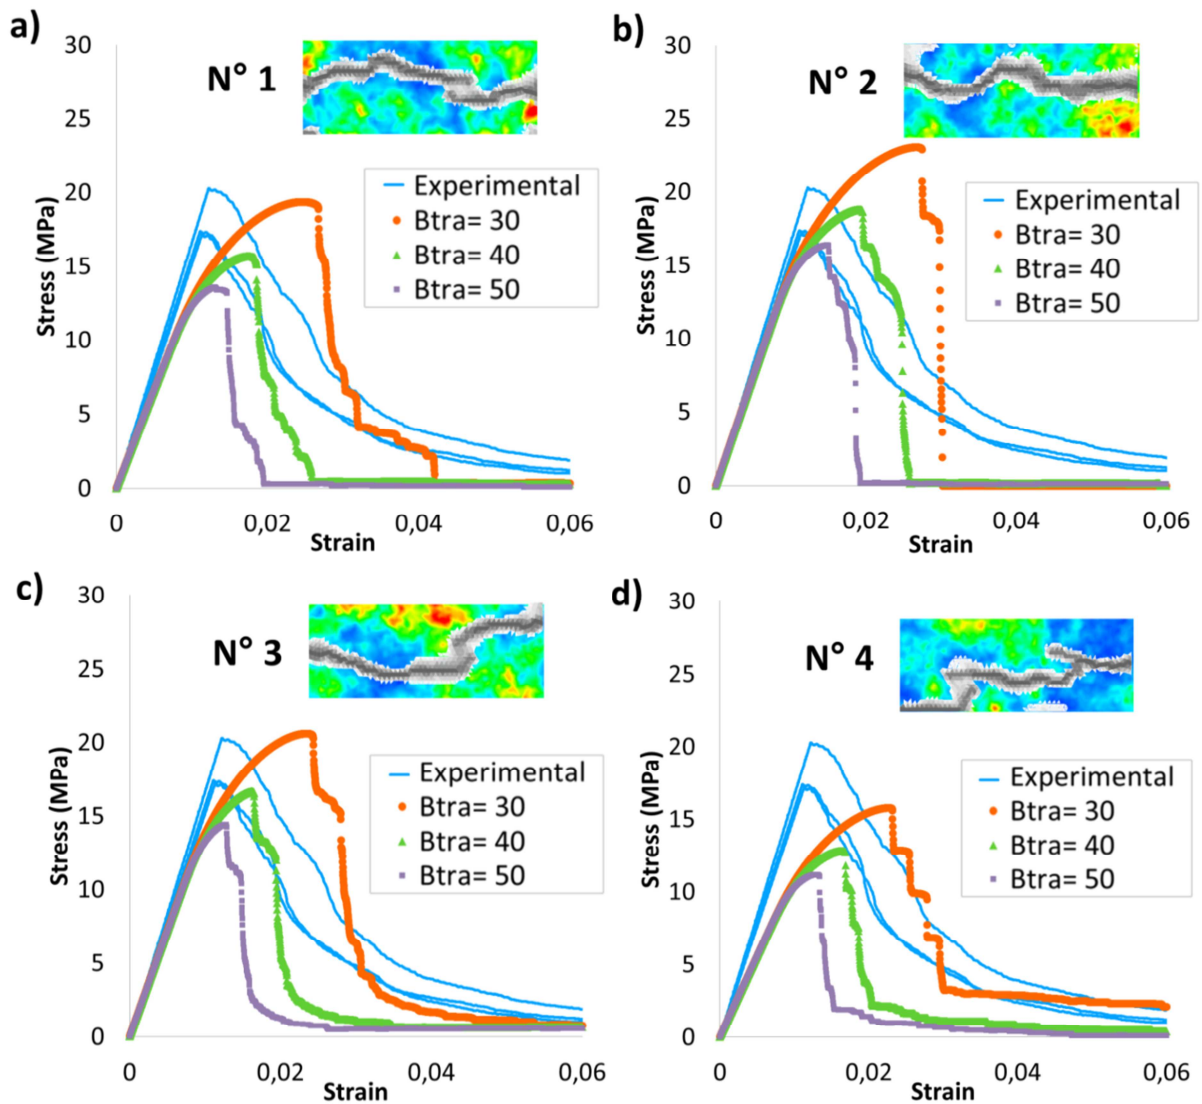 a)
30
N° 1
25
Experimental
Btra= 30
Btra= 40
Btra= 50
20
15
10
5
0
Stress (MPa)
0
0,02
0,04
0,06
Strain
b)
30
N° 2
25
Experimental
Btra= 30
Btra= 40
Btra= 50
20
15
10
5
0
Stress (MPa)
0
0,02
0,04
0,06
Strain
c)
30
N° 3
25
Experimental
Btra= 30
Btra= 40
Btra= 50
20
15
10
5
0
Stress (MPa)
0
0,02
0,04
0,06
Strain
d)
30
N° 4
25
Experimental
Btra= 30
Btra= 40
Btra= 50
20
15
10
5
0
Stress (MPa)
0
0,02
0,04
0,06
Strain